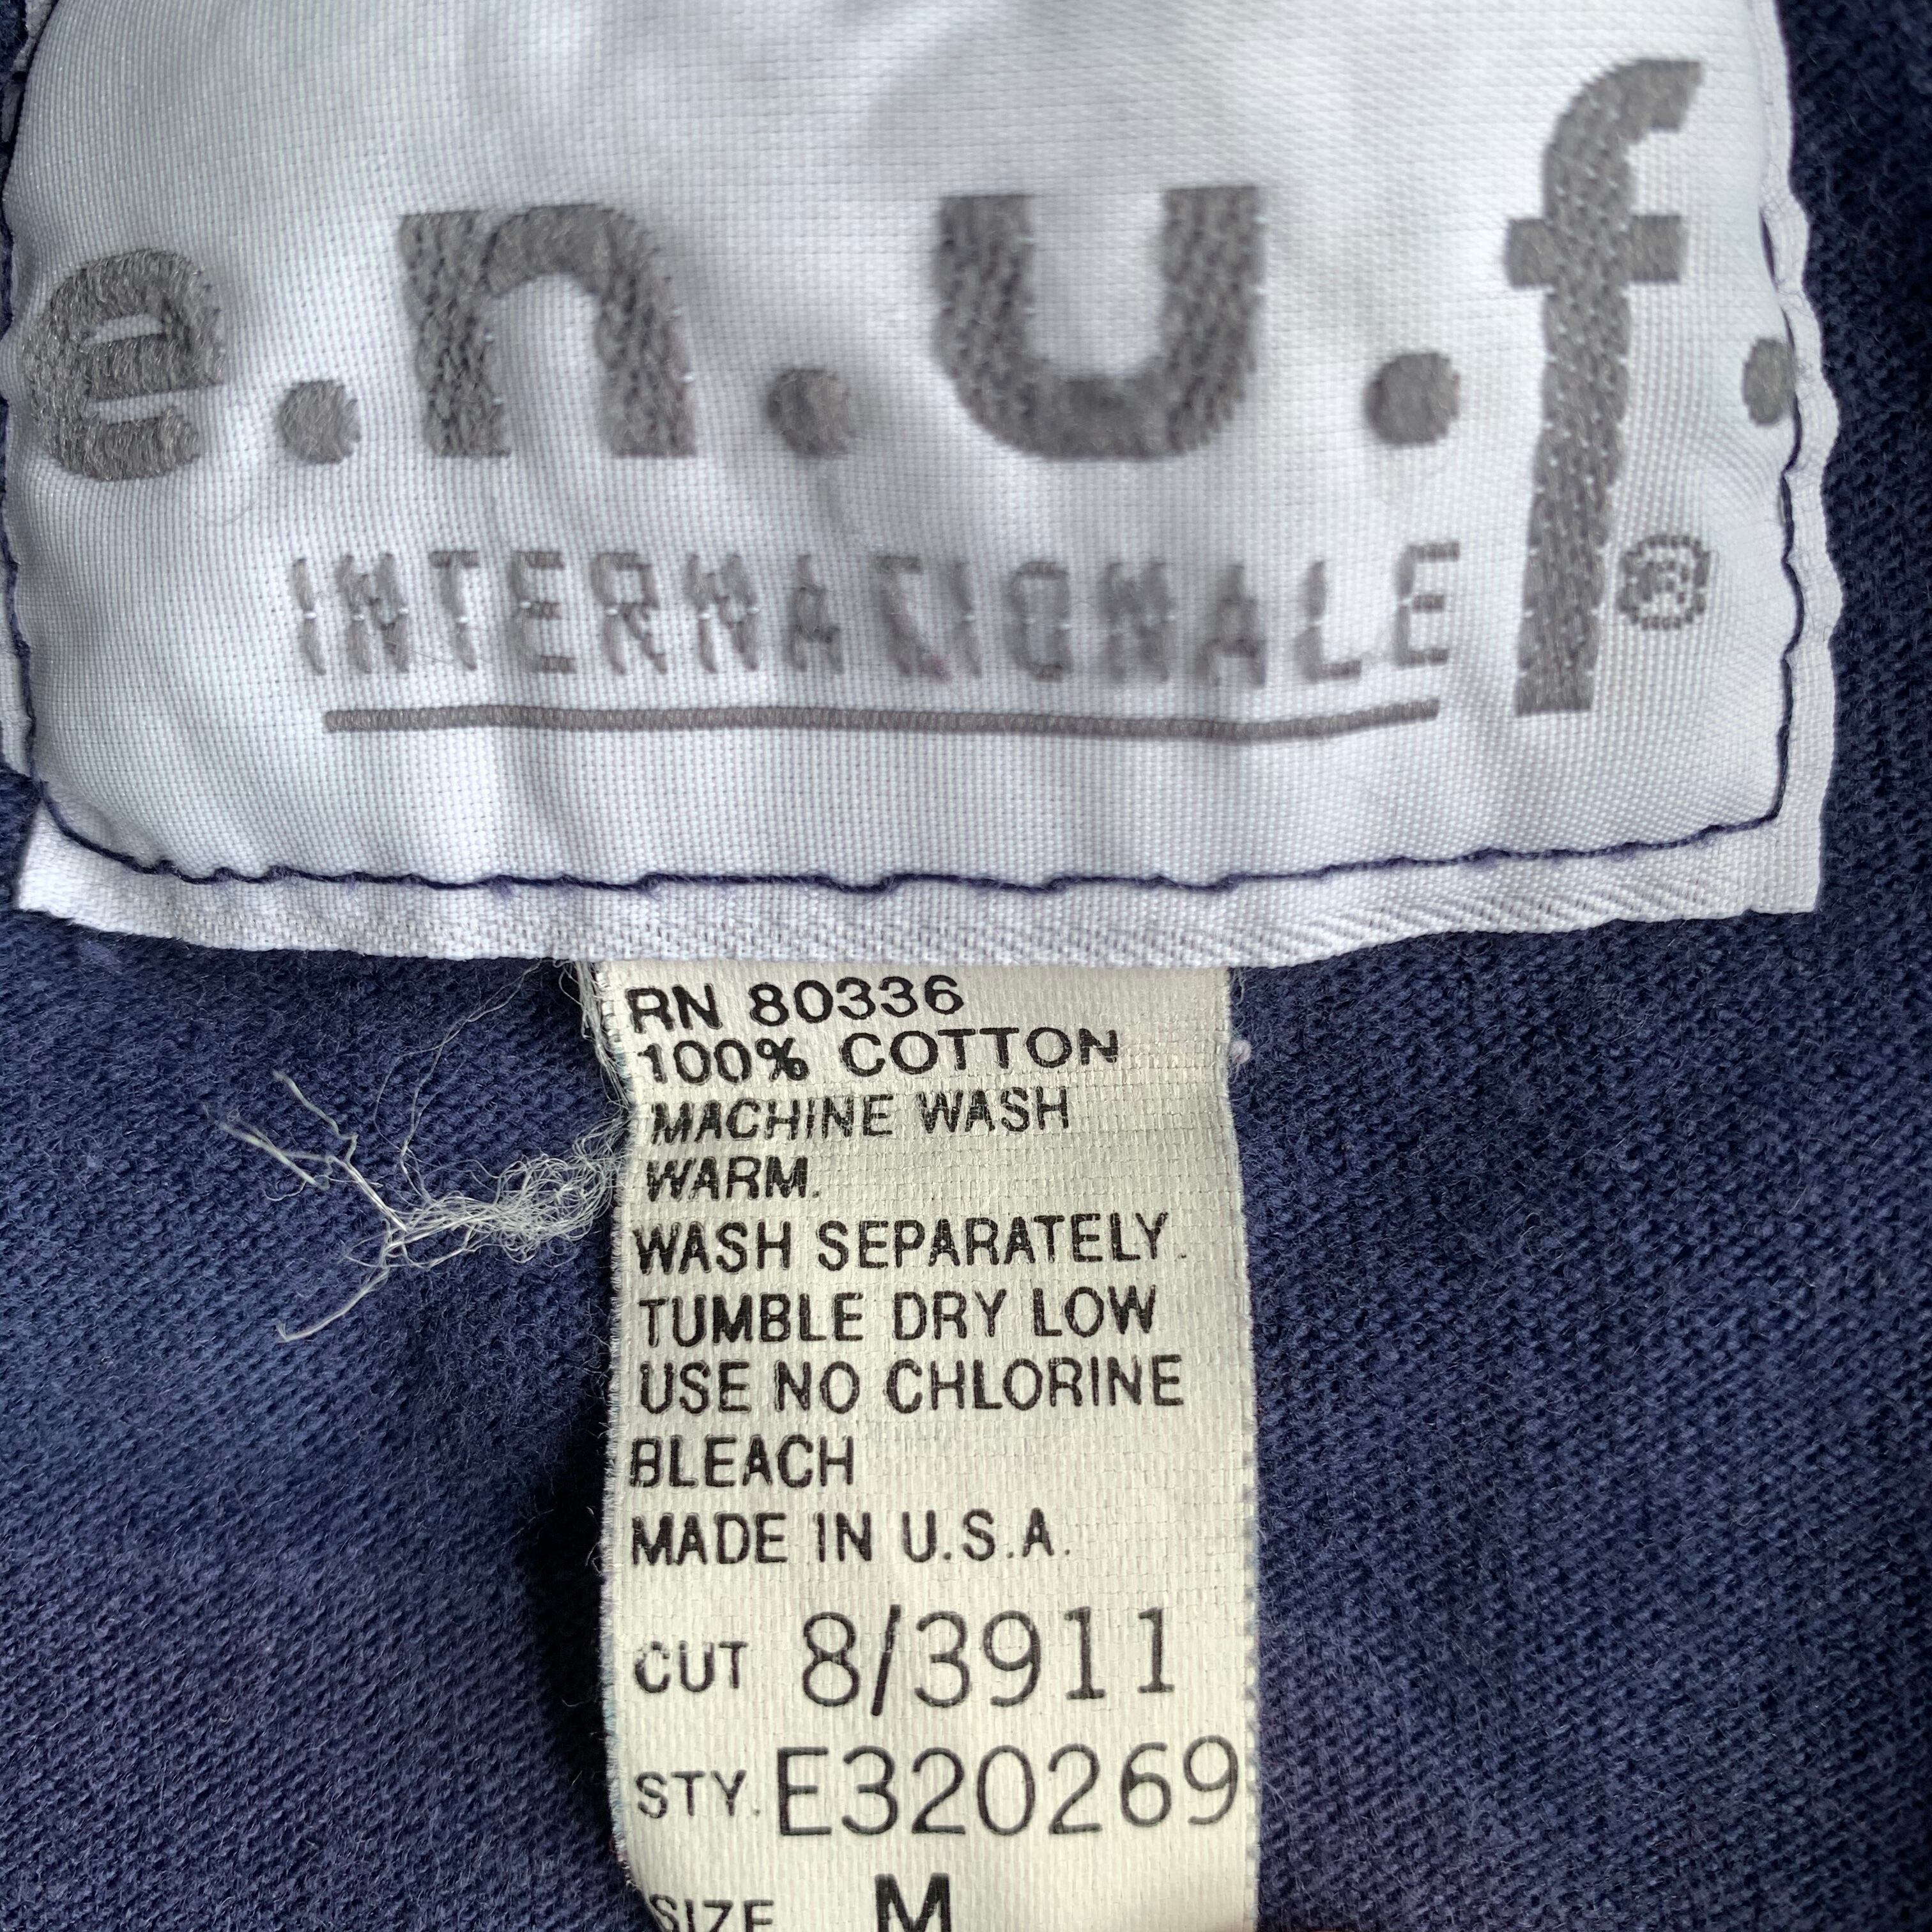 e.n.u.f.
INTERNAZIONALE ®
RN 80336
100% COTTON
MACHINE WASH
WARM.
WASH SEPARATELY.
TUMBLE DRY LOW
USE NO CHLORINE
BLEACH
MADE IN U.S.A.
CUT 8/3911
STY. E320269
SIZE M